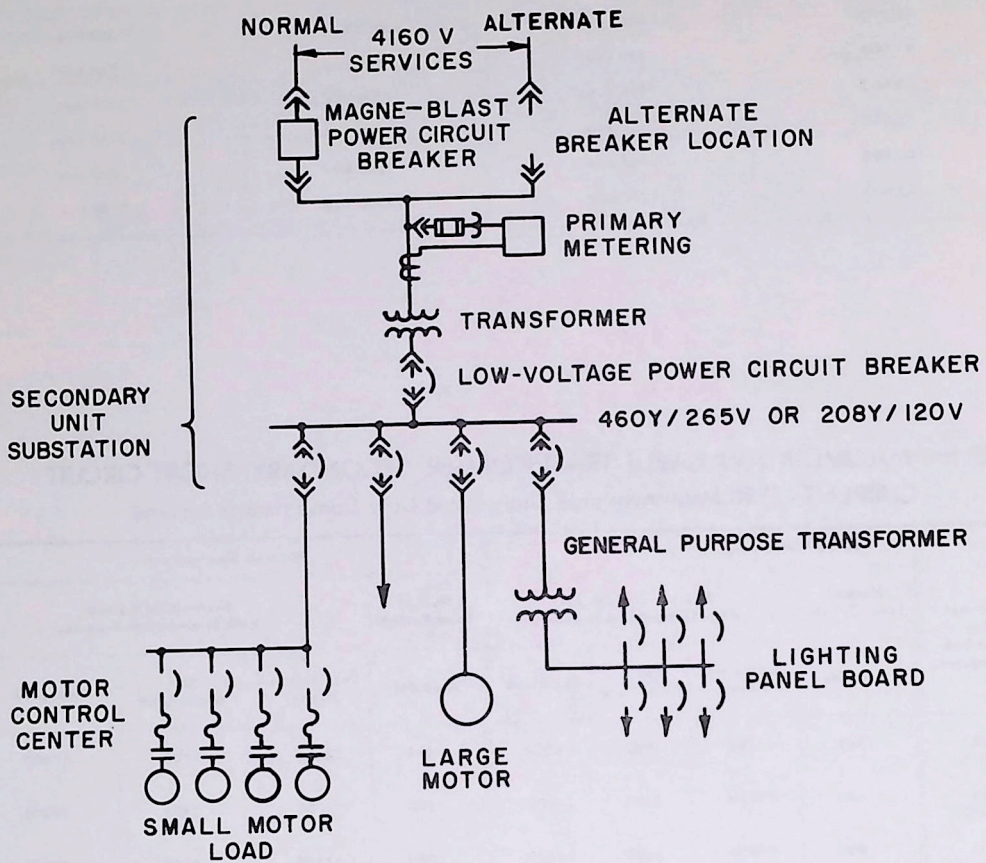 NORMAL
ALTERNATE
4160 V
SERVICES
MAGNE-BLAST
POWER CIRCUIT
BREAKER
ALTERNATE
BREAKER LOCATION
PRIMARY
METERING
TRANSFORMER
LOW-VOLTAGE POWER CIRCUIT BREAKER
460Y/265V OR 208Y/120V
SECONDARY
UNIT
SUBSTATION
GENERAL PURPOSE TRANSFORMER
LIGHTING
PANEL BOARD
MOTOR
CONTROL
CENTER
LARGE
MOTOR
SMALL MOTOR
LOAD